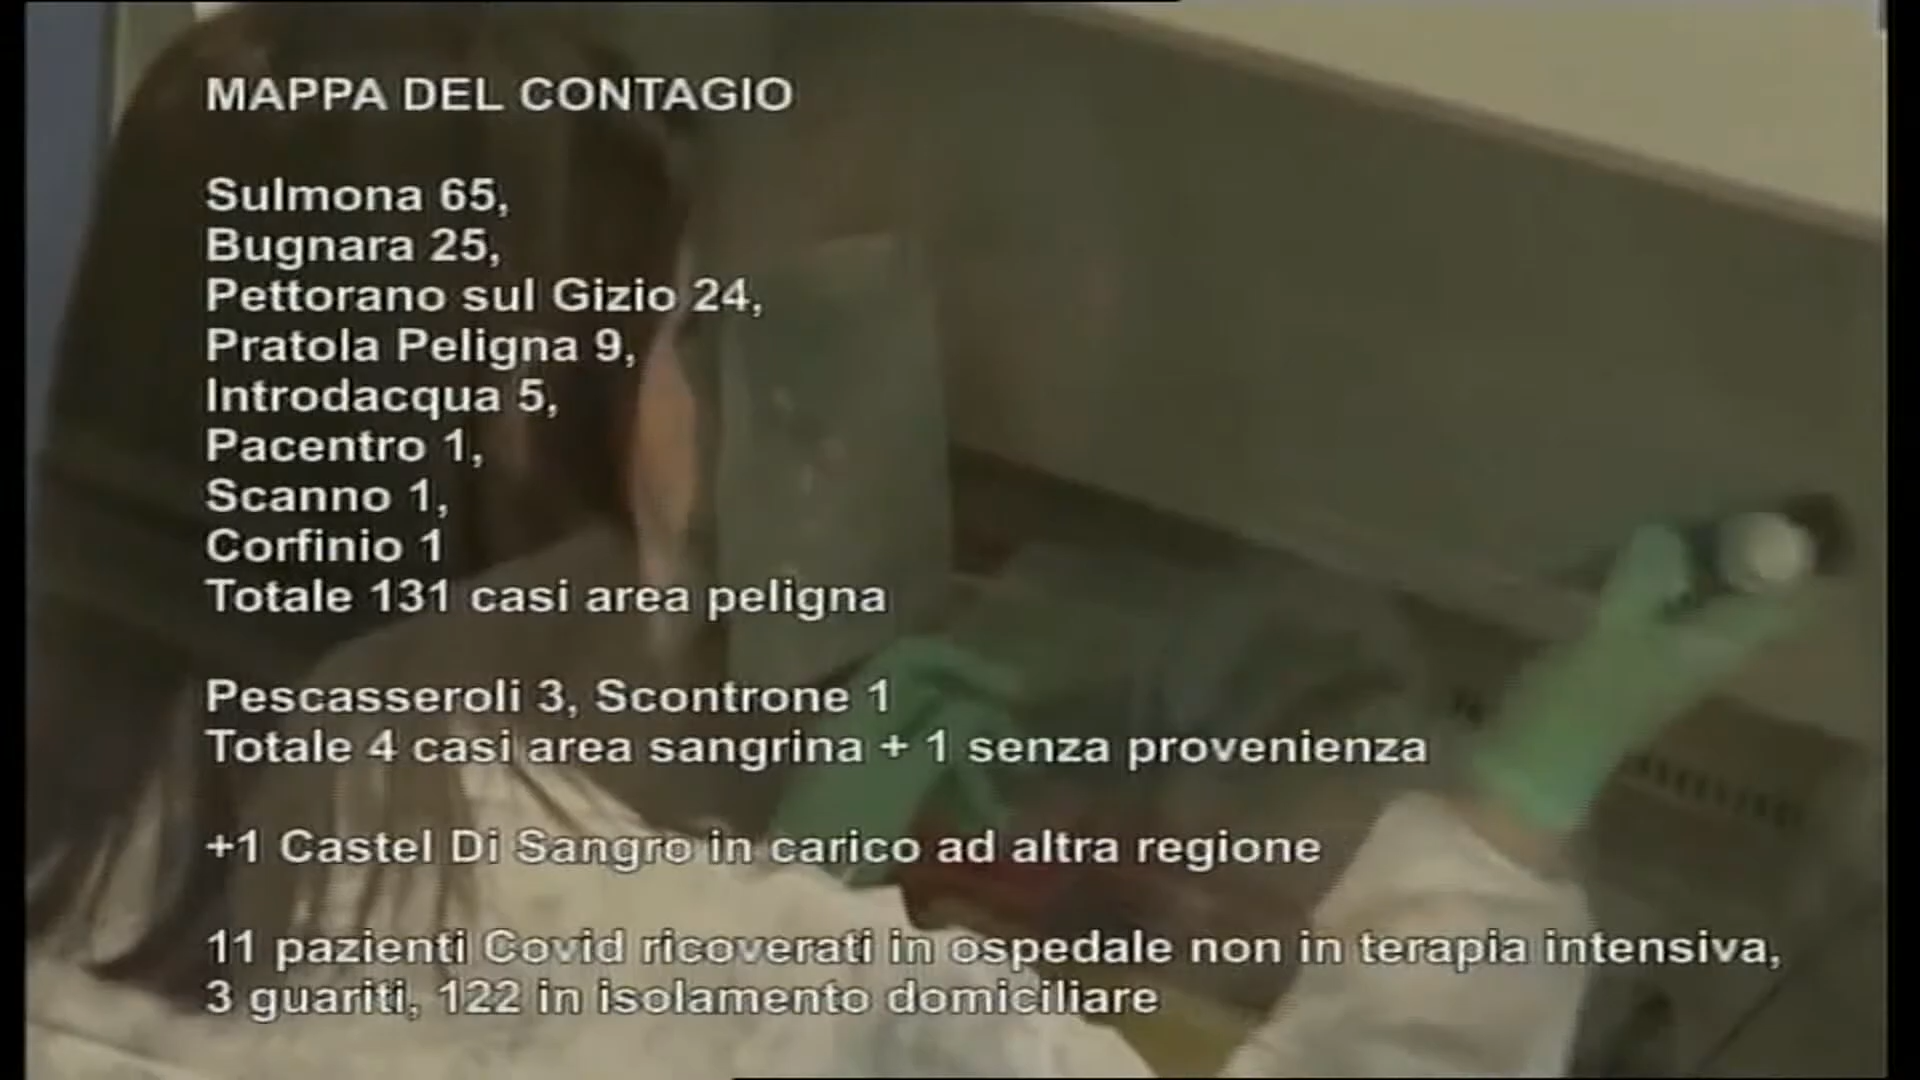 MAPPA DEL CONTAGIO
Sulmona 65,
Bugnara 25,
Pettorano sul Gizio 24,
Pratola Peligna 9,
Introdacqua 5,
Pacentro 1,
Scanno 1,
Corfinio 1
Totale 131 casi area peligna
Pescasseroli 3, Scontrone 1
Totale 4 casi area sangrina + 1 senza provenienza
+1 Castel Di Sangro in carico ad altra regione
11 pazienti Covid ricoverati in ospedale non in terapia intensiva,
3 guariti, 122 in isolamento domiciliare